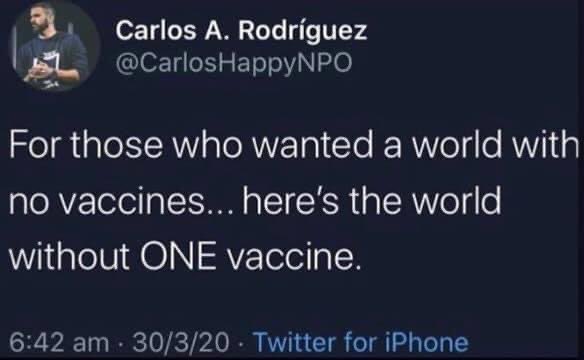 Carlos A. Rodríguez
@CarlosHappyNPO
For those who wanted a world with
no vaccines... here's the world
without ONE vaccine.
6:42 am · 30/3/20 · Twitter for iPhone